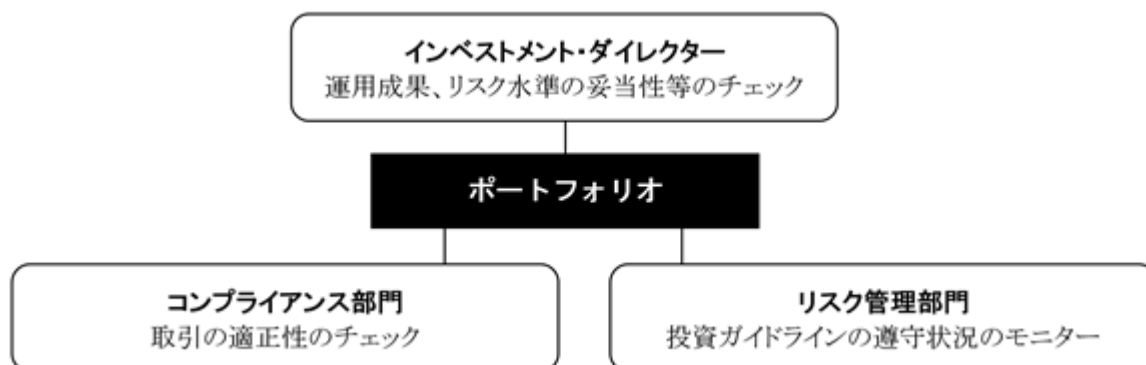 インベストメント・ダイレクター
運用成果、リスク水準の妥当性等のチェック
ポートフォリオ
コンプライアンス部門
取引の適正性のチェック
リスク管理部門
投資ガイドラインの遵守状況のモニター